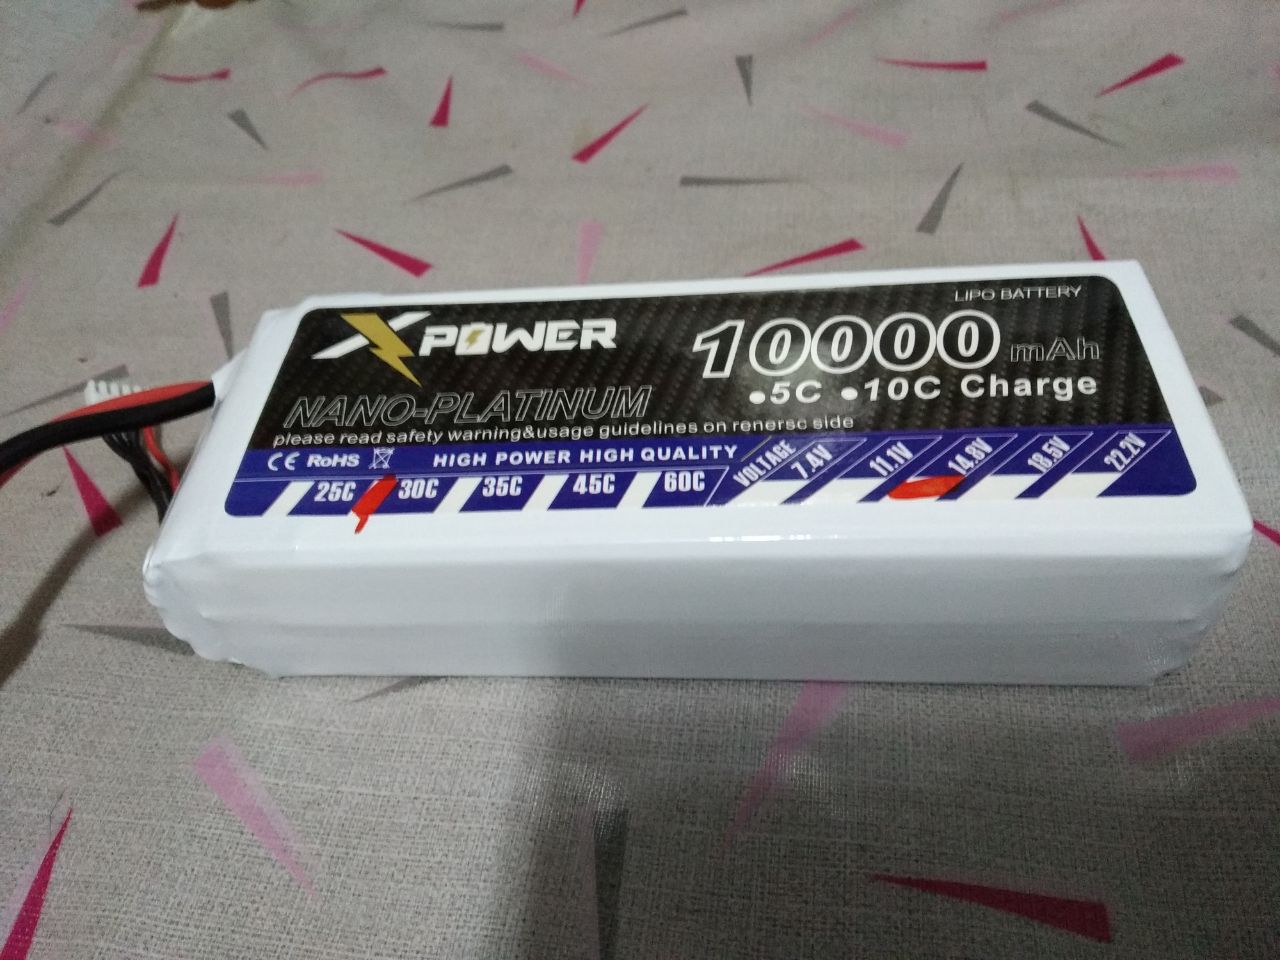 LIPO BATTERY
XPOWER
10000 mAh
•5C •10C Charge
NANO-PLATINUM
please read safety warning&usage guidelines on renersc side
CE RoHS HIGH POWER HIGH QUALITY
25C 30C 35C 45C 60C
VOLTAGE 7.4V 11.1V 14.8V 18.5V 22.2V